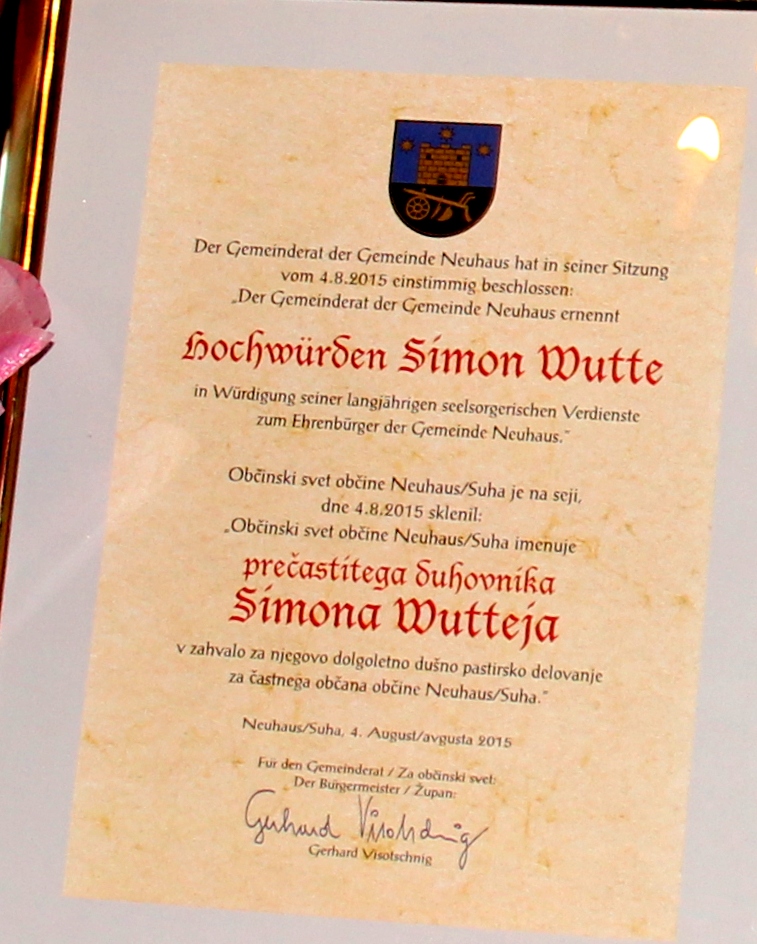 Der Gemeinderat der Gemeinde Neuhaus hat in seiner Sitzung
vom 4.8.2015 einstimmig beschlossen:
„Der Gemeinderat der Gemeinde Neuhaus ernennt
Hochwürden Simon Wutte
in Würdigung seiner langjährigen seelsorgerischen Verdienste
zum Ehrenbürger der Gemeinde Neuhaus.“
Občinski svet občine Neuhaus/Suha je na seji,
dne 4.8.2015 sklenil:
„Občinski svet občine Neuhaus/Suha imenuje
prečastitega duhovnika
Simona Wutteja
v zahvalo za njegovo dolgoletno dušno pastirsko delovanje
za častnega občana občine Neuhaus/Suha.“
Neuhaus/Suha, 4. August/avgusta 2015
Für den Gemeinderat / Za občinski svet:
Der Bürgermeister / Župan:
Gerhard Visotschnig
Gerhard Visotschnig